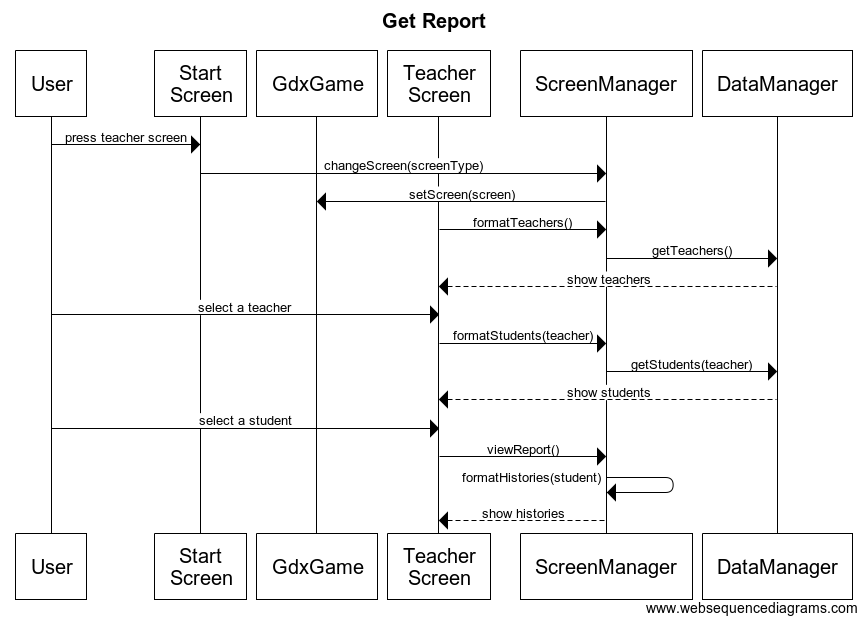 Get Report
User
Start
Screen
GdxGame
Teacher
Screen
ScreenManager
DataManager
press teacher screen
changeScreen(screenType)
setScreen(screen)
formatTeachers()
getTeachers()
show teachers
select a teacher
formatStudents(teacher)
getStudents(teacher)
show students
select a student
viewReport()
formatHistories(student)
show histories
User
Start
Screen
GdxGame
Teacher
Screen
ScreenManager
DataManager
www.websequencediagrams.com